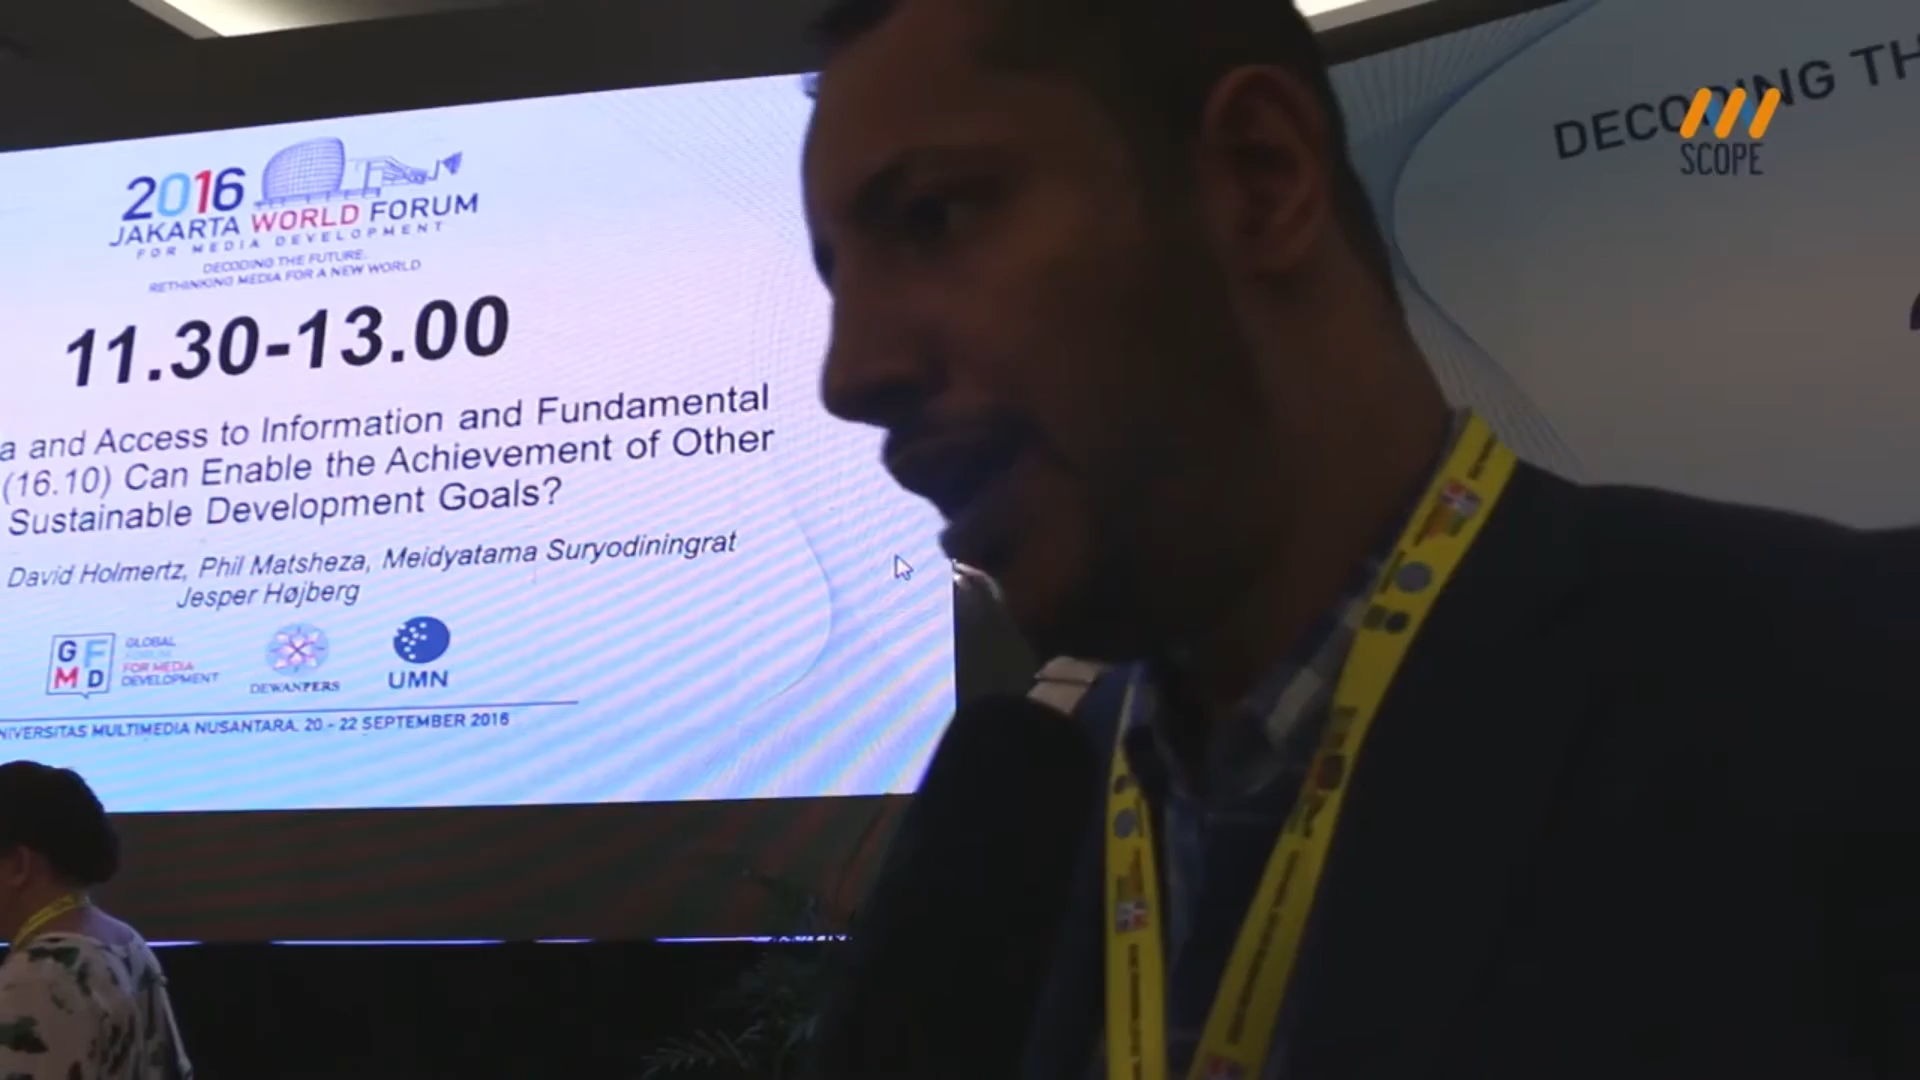 2016
JAKARTA WORLD FORUM
FOR MEDIA DEVELOPMENT
DECODING THE FUTURE:
RETHINKING MEDIA FOR A NEW WORLD
11.30-13.00
a and Access to Information and Fundamental
(16.10) Can Enable the Achievement of Other
Sustainable Development Goals?
David Holmertz, Phil Matsheza, Meidyatama Suryodiningrat
Jesper Højberg
GFMD
GLOBAL
FORUM
FOR MEDIA
DEVELOPMENT
DEWANPERS
UMN
NIVERSITAS MULTIMEDIA NUSANTARA. 20 - 22 SEPTEMBER 2016
DECODING TH
SCOPE